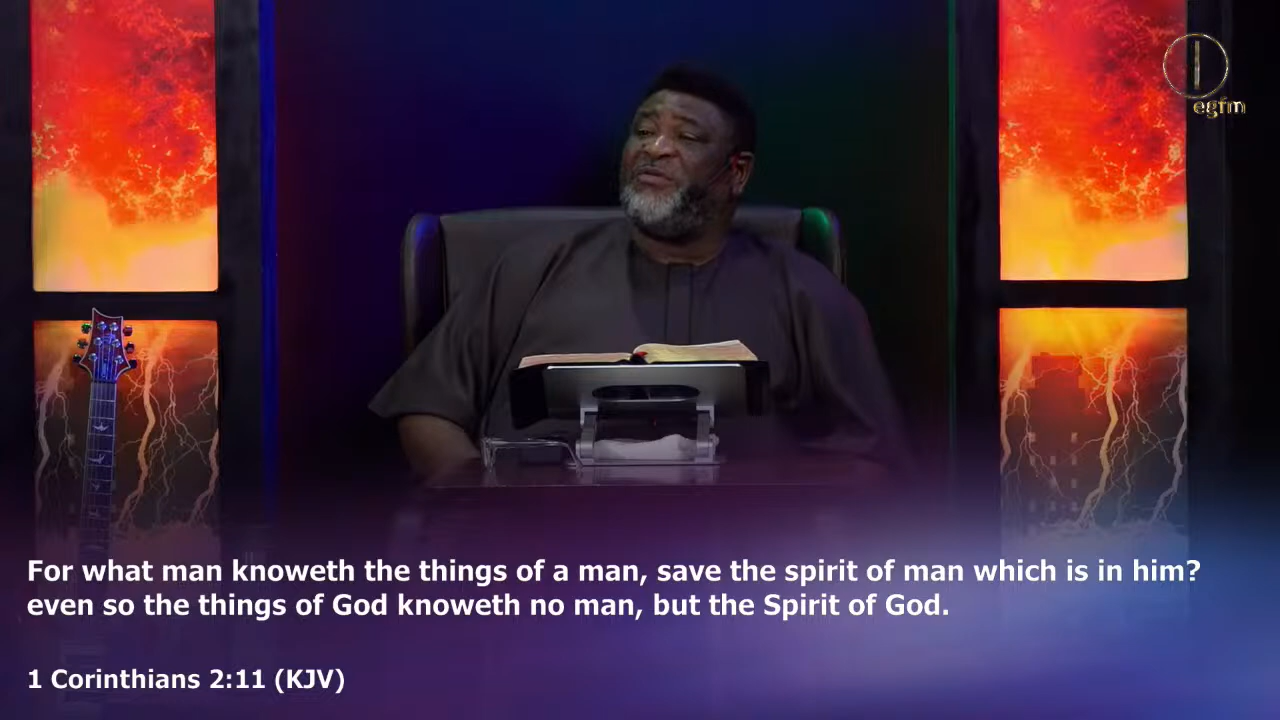 egfm
For what man knoweth the things of a man, save the spirit of man which is in him?
even so the things of God knoweth no man, but the Spirit of God.
1 Corinthians 2:11 (KJV)